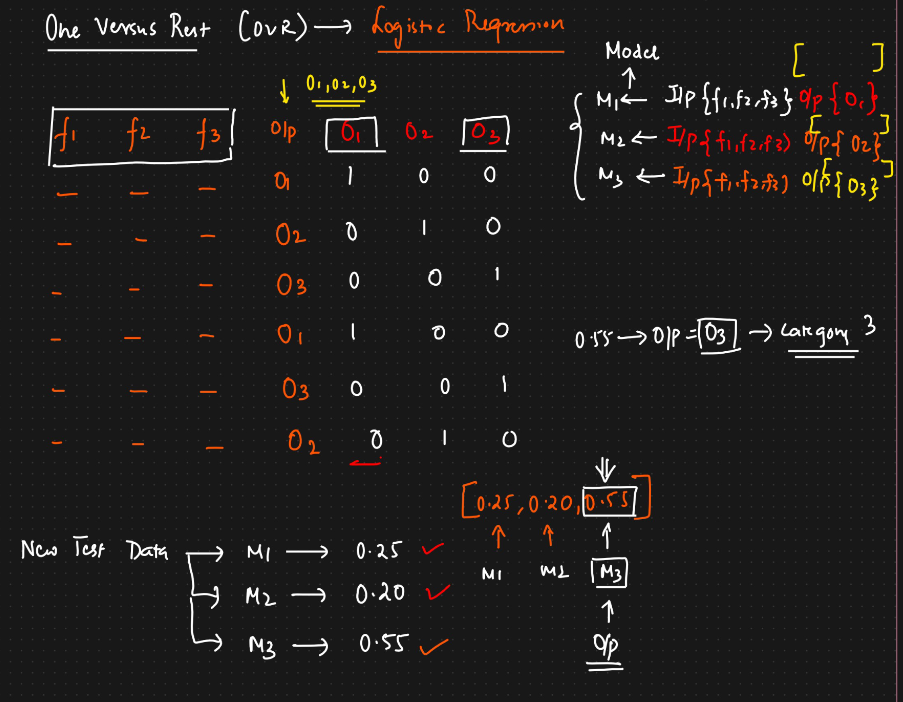 One Versus Rest (OVR) → Logistic Regression
Model
O1, O2, O3
[ ]
M1 ← I/p {f1, f2, f3} O/p {O1}
f1 f2 f3 O/p O1 O2 O3
M2 ← I/p {f1, f2, f3} O/p { O2}
M3 ← I/p {f1, f2, f3} O/p {O3}
— — — O1 1 0 0
— — — O2 0 1 0
— — — O3 0 0 1
— — — O1 1 0 0
0.55 → O/p = O3 → Category 3
— — — O3 0 0 1
— — — O2 0 1 0
[0.25, 0.20, 0.55]
New Test Data → M1 → 0.25 ✓
M1 M2 M3
→ M2 → 0.20 ✓
→ M3 → 0.55 ✓
O/p